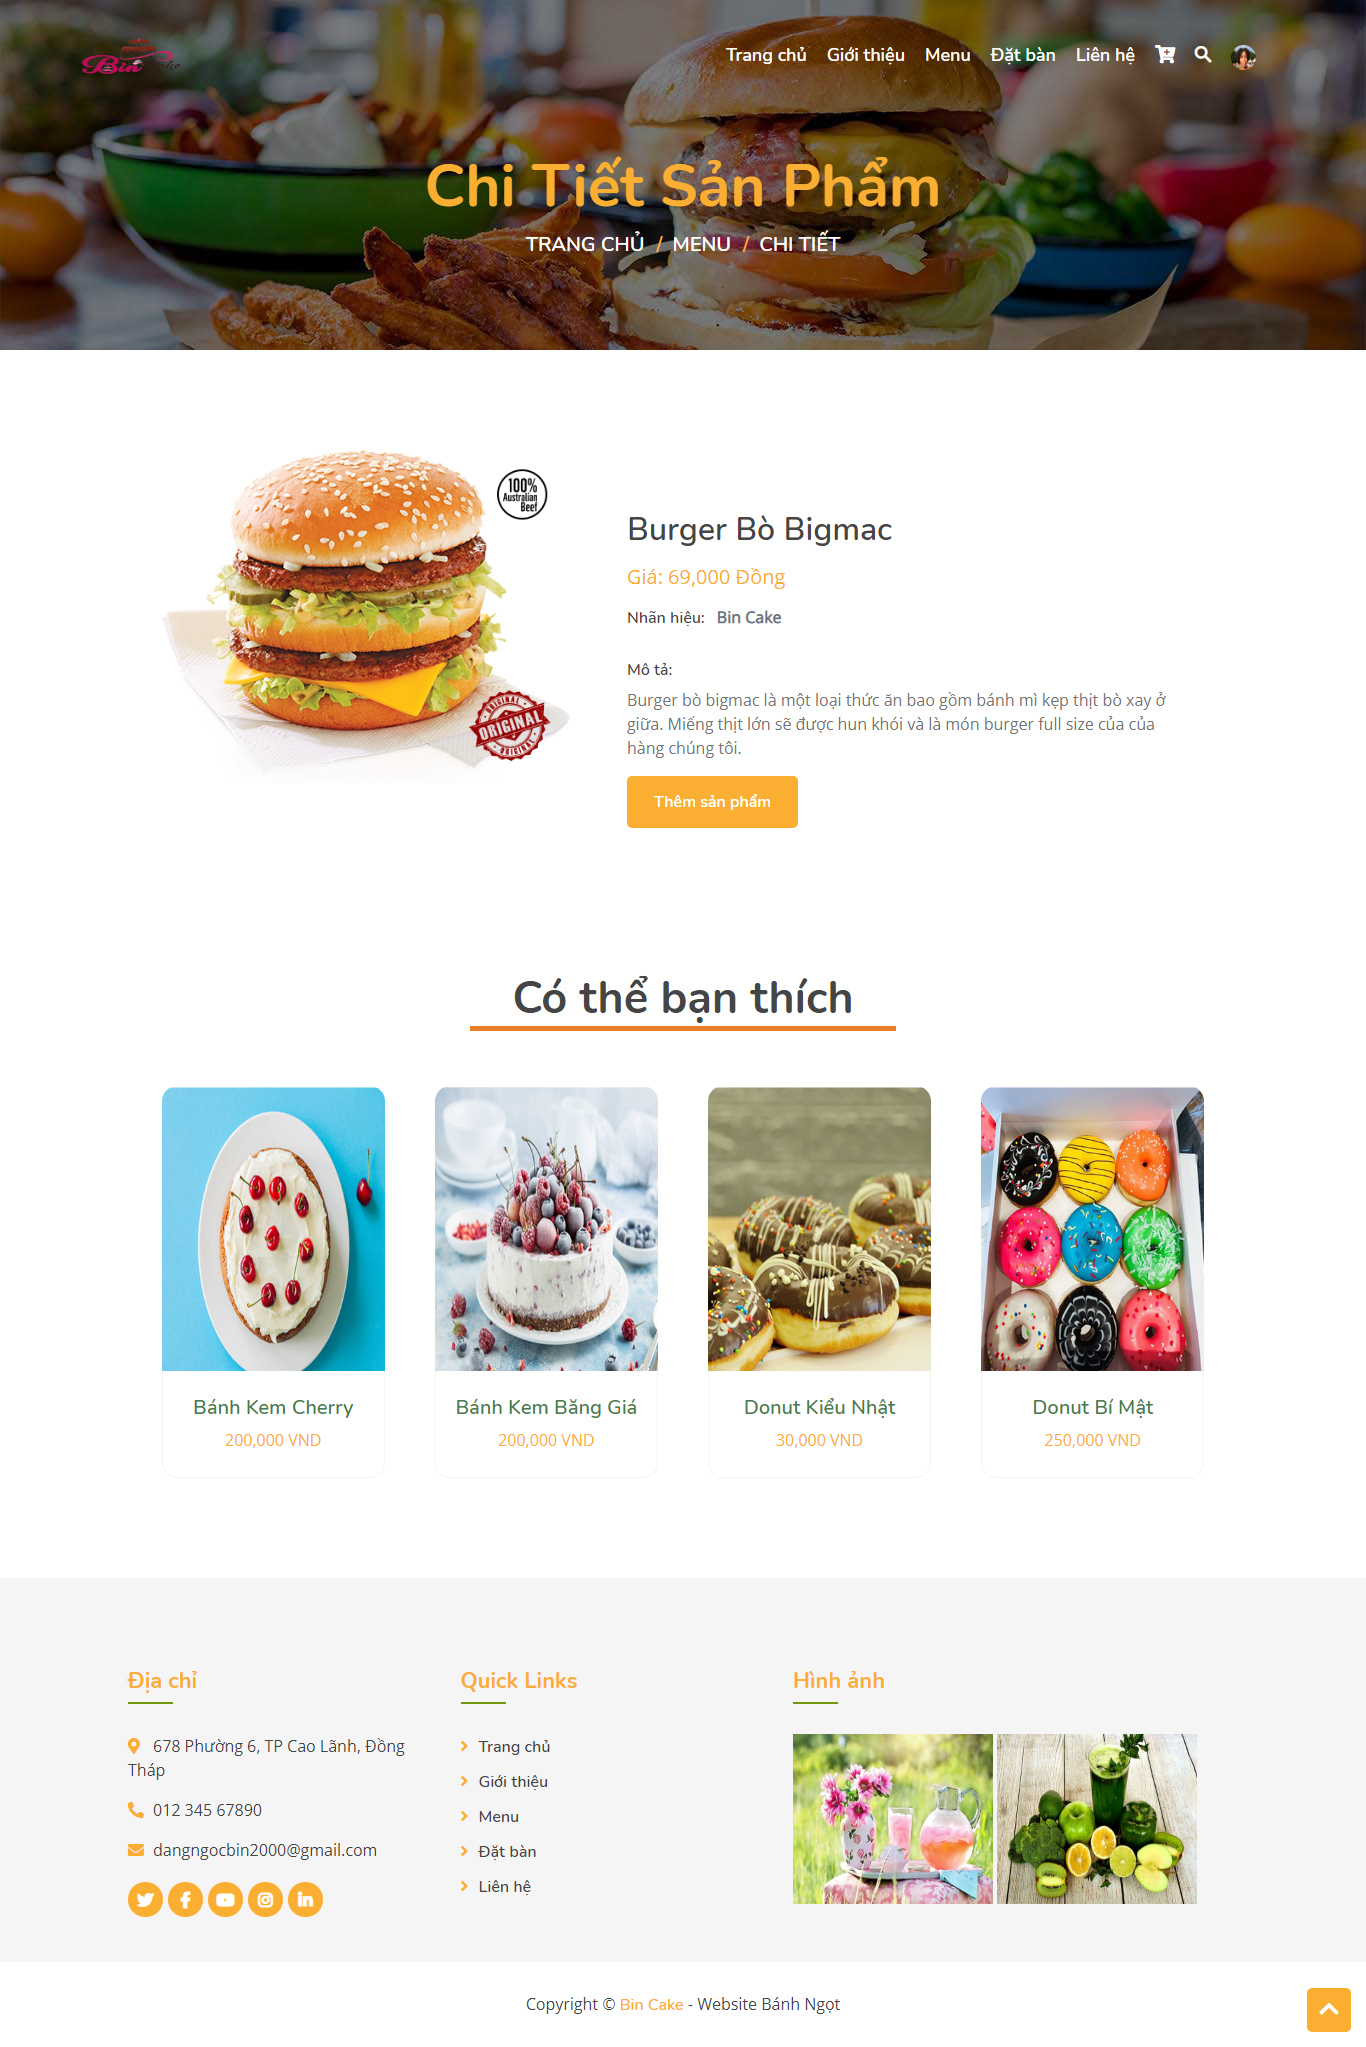 Bin Cake
Trang chủ Giới thiệu Menu Đặt bàn Liên hệ
Chi Tiết Sản Phẩm
TRANG CHỦ / MENU / CHI TIẾT
100%
Australian
Beef
ORIGINAL
ORIGINAL
ORIGINAL
Burger Bò Bigmac
Giá: 69,000 Đồng
Nhãn hiệu: Bin Cake
Mô tả:
Burger bò bigmac là một loại thức ăn bao gồm bánh mì kẹp thịt bò xay ở
giữa. Miếng thịt lớn sẽ được hun khói và là món burger full size của của
hàng chúng tôi.
Thêm sản phẩm
Có thể bạn thích
Bánh Kem Cherry
200,000 VND
Bánh Kem Băng Giá
200,000 VND
Donut Kiểu Nhật
30,000 VND
Donut Bí Mật
250,000 VND
Địa chỉ
678 Phường 6, TP Cao Lãnh, Đồng
Tháp
012 345 67890
dangngocbin2000@gmail.com
Quick Links
Trang chủ
Giới thiệu
Menu
Đặt bàn
Liên hệ
Hình ảnh
Copyright © Bin Cake - Website Bánh Ngọt